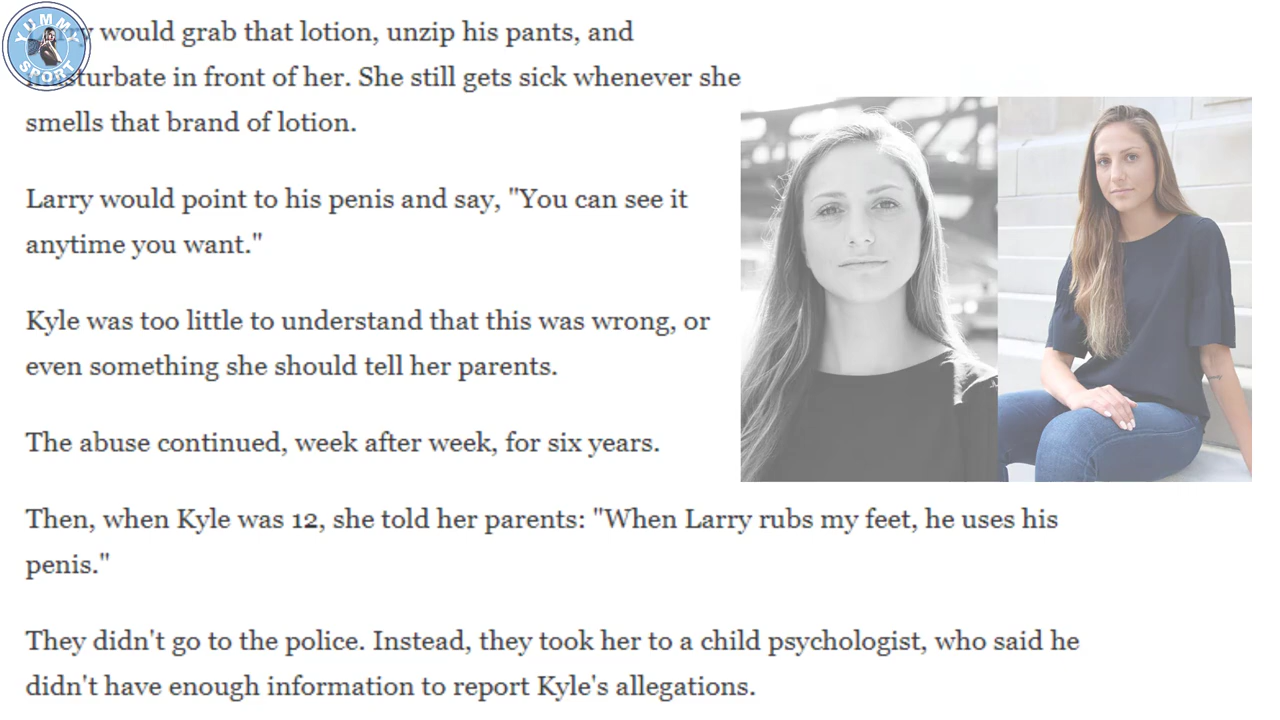 YUMMY
SPORT
would grab that lotion, unzip his pants, and
in front of her. She still gets sick whenever she
smells that brand of lotion.
Larry would point to his penis and say, "You can see it
anytime you want."
Kyle was too little to understand that this was wrong, or
even something she should tell her parents.
The abuse continued, week after week, for six years.
Then, when Kyle was 12, she told her parents: "When Larry rubs my feet, he uses his
penis."
They didn't go to the police. Instead, they took her to a child psychologist, who said he
didn't have enough information to report Kyle's allegations.